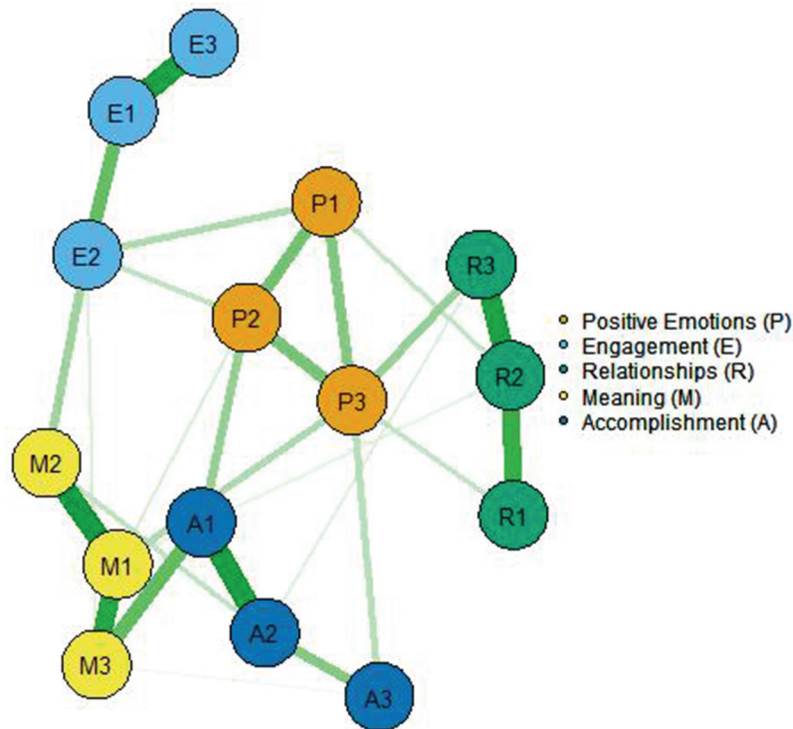 E3
E1
P1
E2
R3
P2
Positive Emotions (P)
Engagement (E)
Relationships (R)
Meaning (M)
Accomplishment (A)
R2
P3
M2
R1
A1
M1
A2
M3
A3